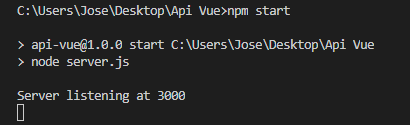 C:\Users\Jose\Desktop\Api Vue>npm start
> api-vue@1.0.0 start C:\Users\Jose\Desktop\Api Vue
> node server.js
Server listening at 3000